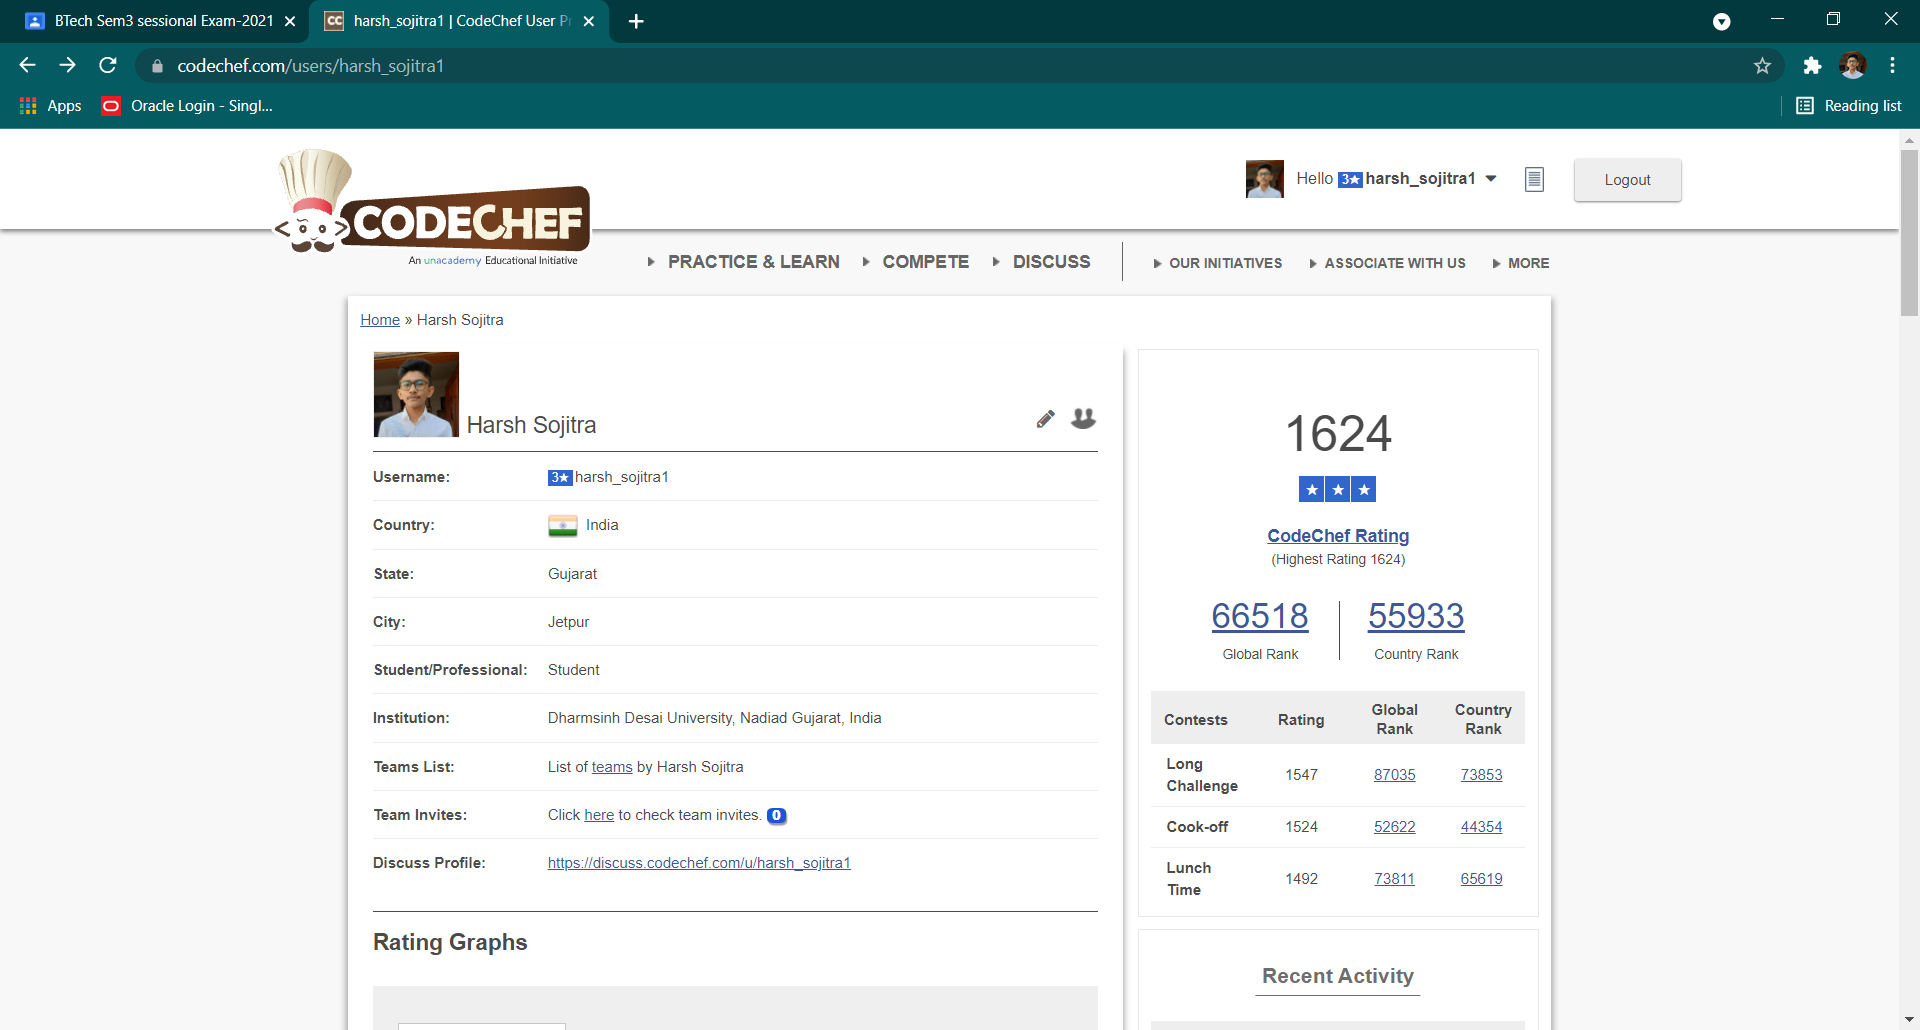 BTech Sem3 sessional Exam-2021
harsh_sojitra1 | CodeChef User Pr
codechef.com/users/harsh_sojitra1
Apps
Oracle Login - Singl...
Reading list
CODECHEF
An unacademy Educational Initiative
Hello 3★ harsh_sojitra1
Logout
PRACTICE & LEARN
COMPETE
DISCUSS
OUR INITIATIVES
ASSOCIATE WITH US
MORE
Home » Harsh Sojitra
Harsh Sojitra
Username: 3★ harsh_sojitra1
Country: India
State: Gujarat
City: Jetpur
Student/Professional: Student
Institution: Dharmsinh Desai University, Nadiad Gujarat, India
Teams List: List of teams by Harsh Sojitra
Team Invites: Click here to check team invites. 0
Discuss Profile: https://discuss.codechef.com/u/harsh_sojitra1
Rating Graphs
1624
★★★
CodeChef Rating
(Highest Rating 1624)
66518 55933
Global Rank Country Rank
Contests Rating Global Rank Country Rank
Long Challenge 1547 87035 73853
Cook-off 1524 52622 44354
Lunch Time 1492 73811 65619
Recent Activity